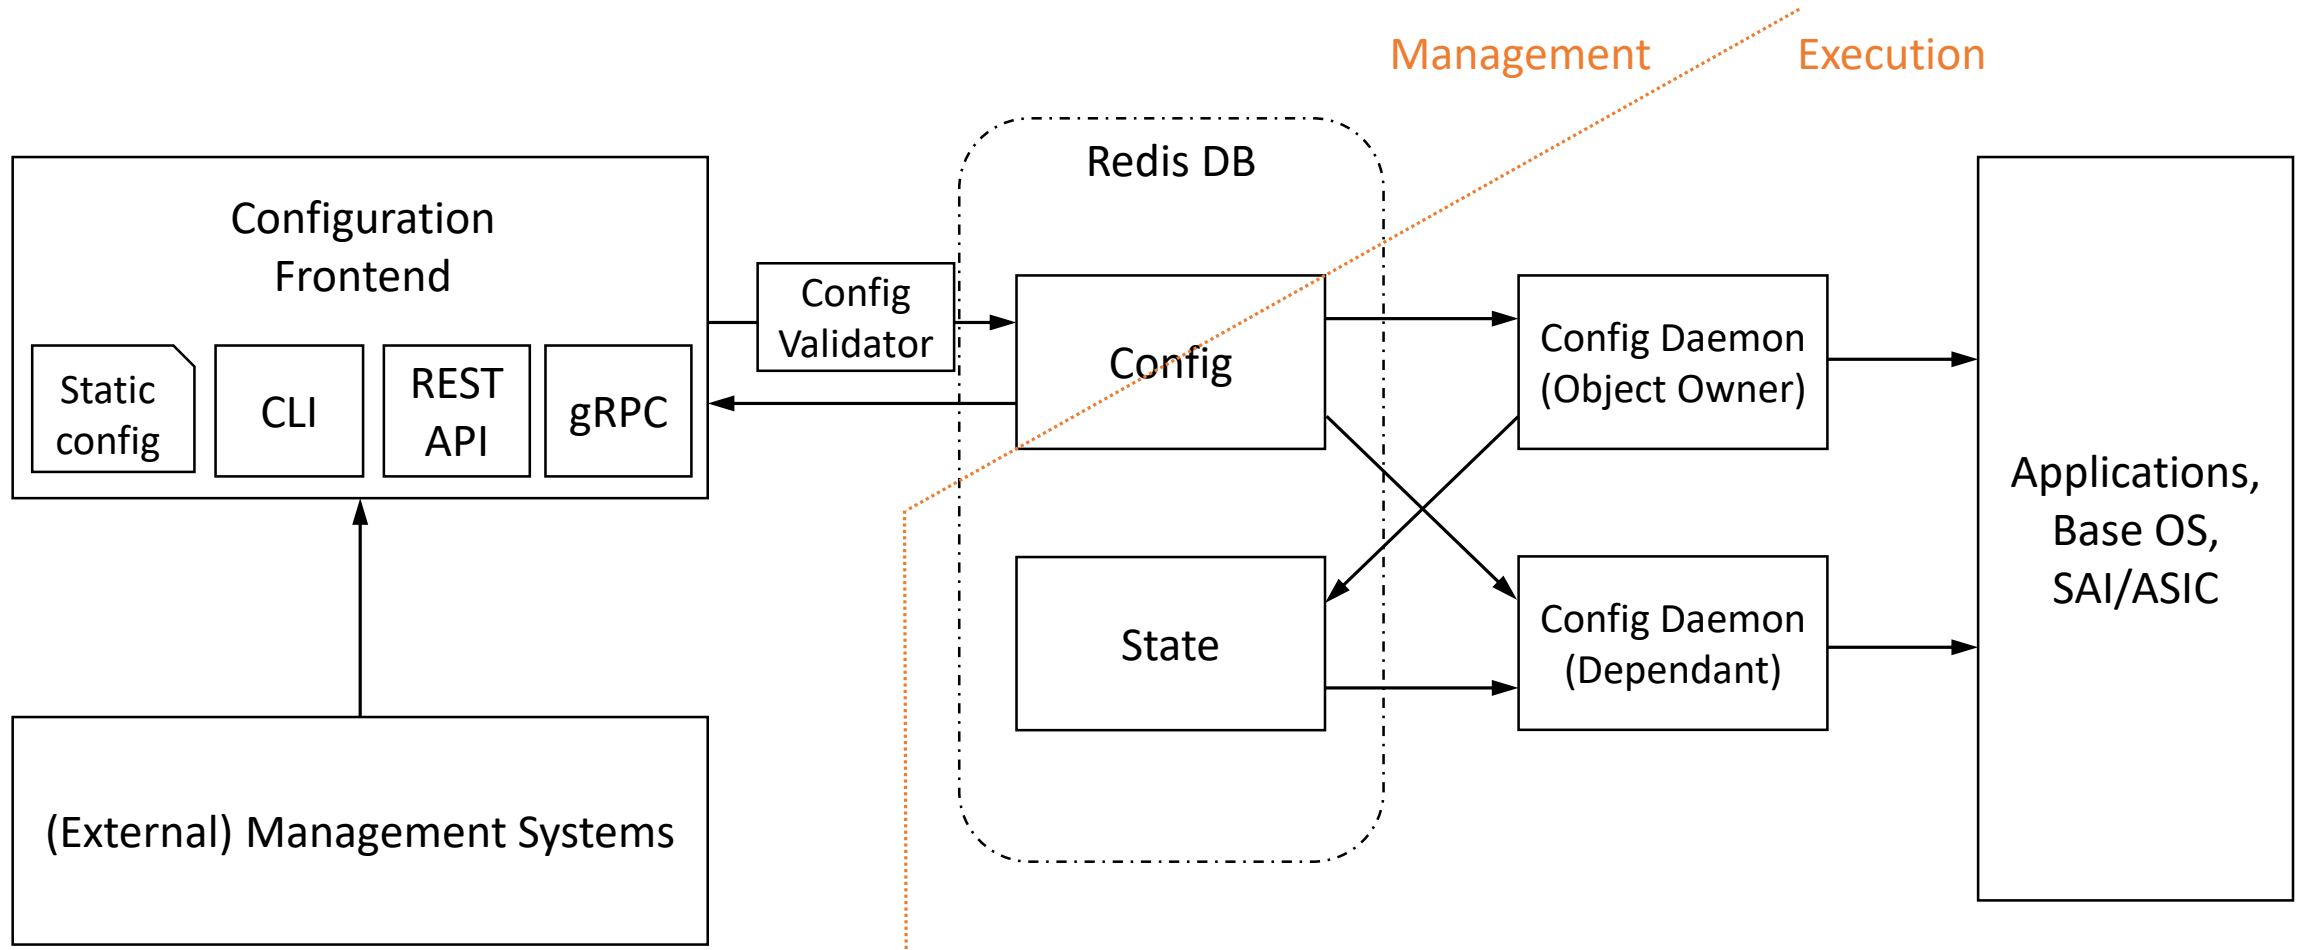 Management
Execution
Redis DB
Configuration
Frontend
Static
config
CLI
REST
API
gRPC
Config
Validator
Config
Config Daemon
(Object Owner)
State
Config Daemon
(Dependant)
Applications,
Base OS,
SAI/ASIC
(External) Management Systems